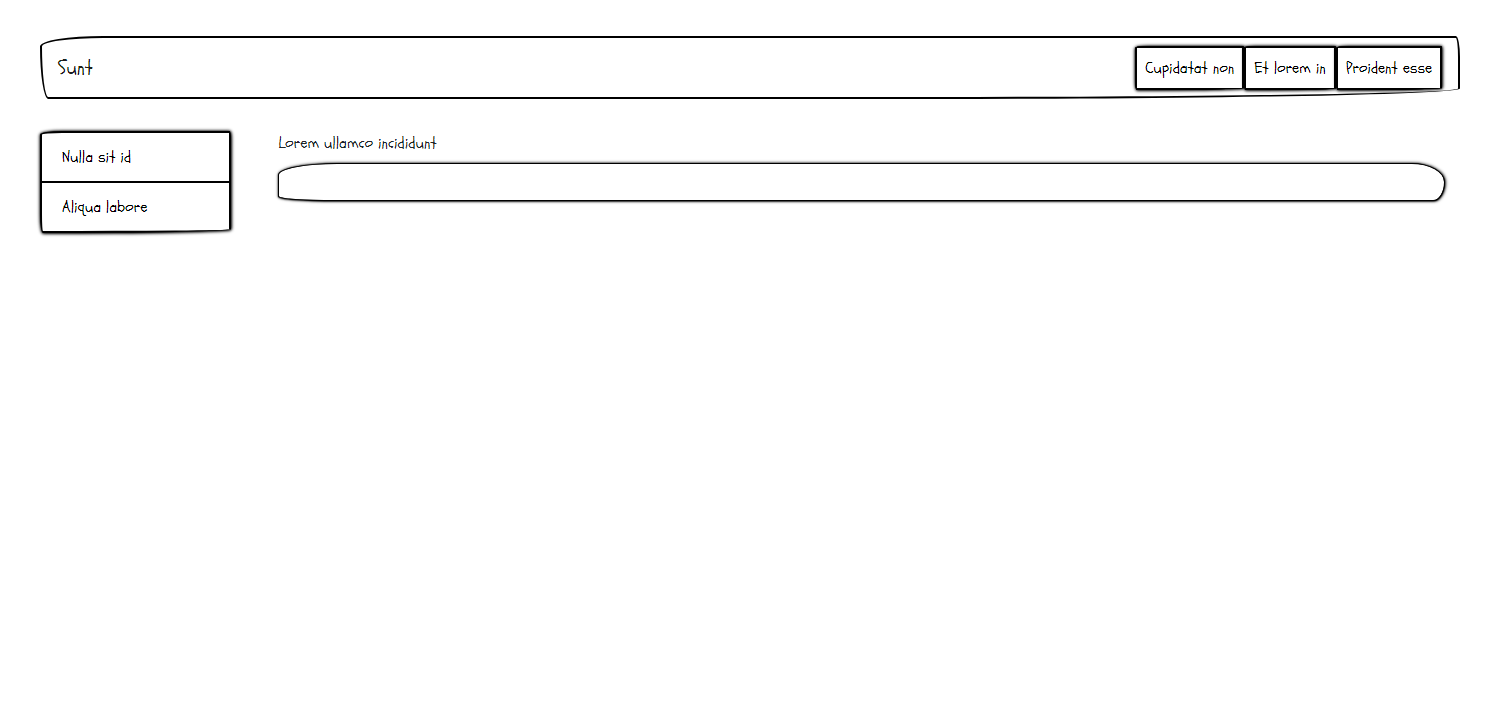 Sunt
Cupidatat non
Et lorem in
Proident esse
Nulla sit id
Aliqua labore
Lorem ullamco incididunt